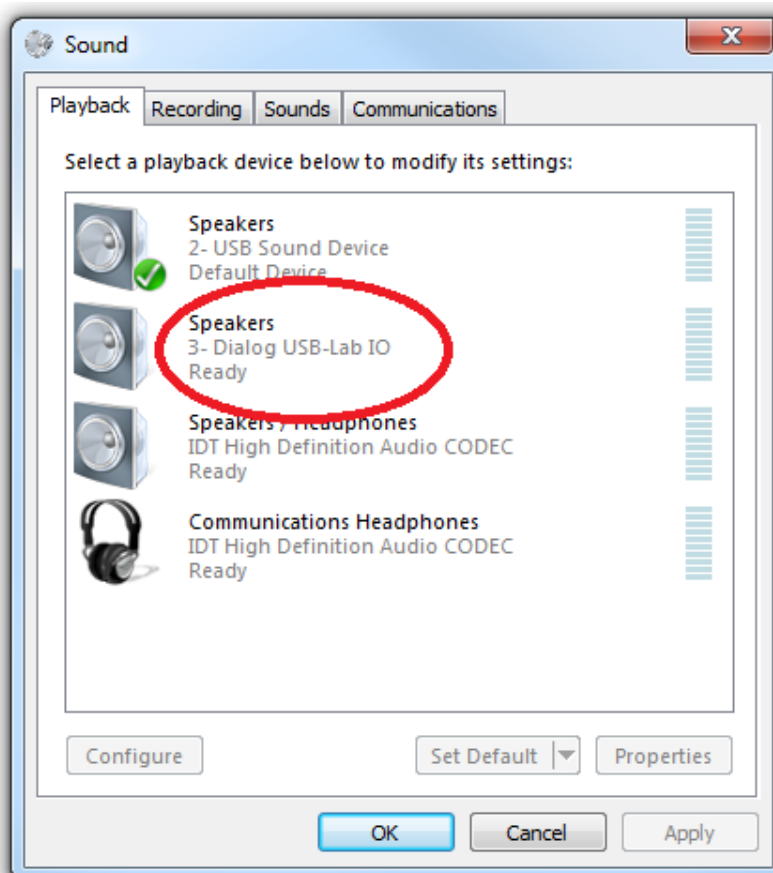 Sound
Playback Recording Sounds Communications
Select a playback device below to modify its settings:
Speakers
2- USB Sound Device
Default Device
Speakers
3- Dialog USB-Lab IO
Ready
Speakers / Headphones
IDT High Definition Audio CODEC
Ready
Communications Headphones
IDT High Definition Audio CODEC
Ready
Configure Set Default Properties
OK Cancel Apply